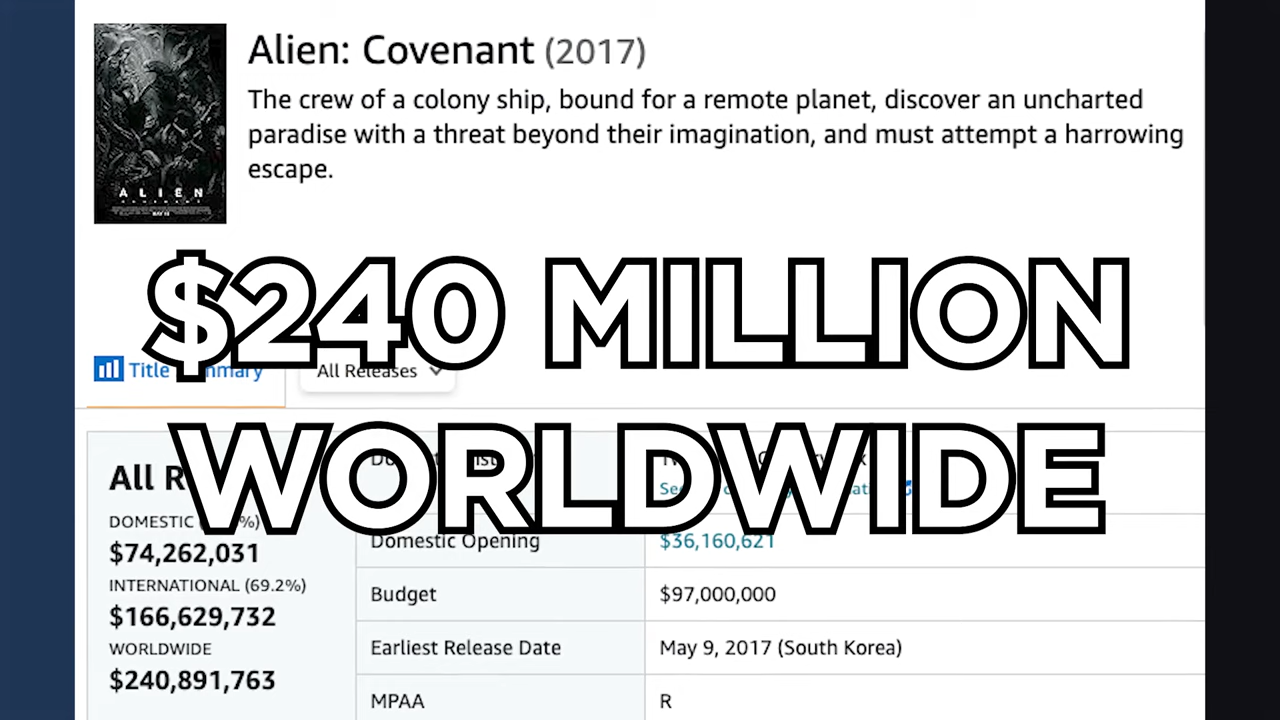 Alien: Covenant (2017)
The crew of a colony ship, bound for a remote planet, discover an uncharted
paradise with a threat beyond their imagination, and must attempt a harrowing
escape.
ALIEN
$240 MILLION
WORLDWIDE
Title
All Releases
All
DOMESTIC
$74,262,031
INTERNATIONAL (69.2%)
$166,629,732
WORLDWIDE
$240,891,763
Domestic Opening
$36,160,621
Budget
$97,000,000
Earliest Release Date
May 9, 2017 (South Korea)
MPAA
R